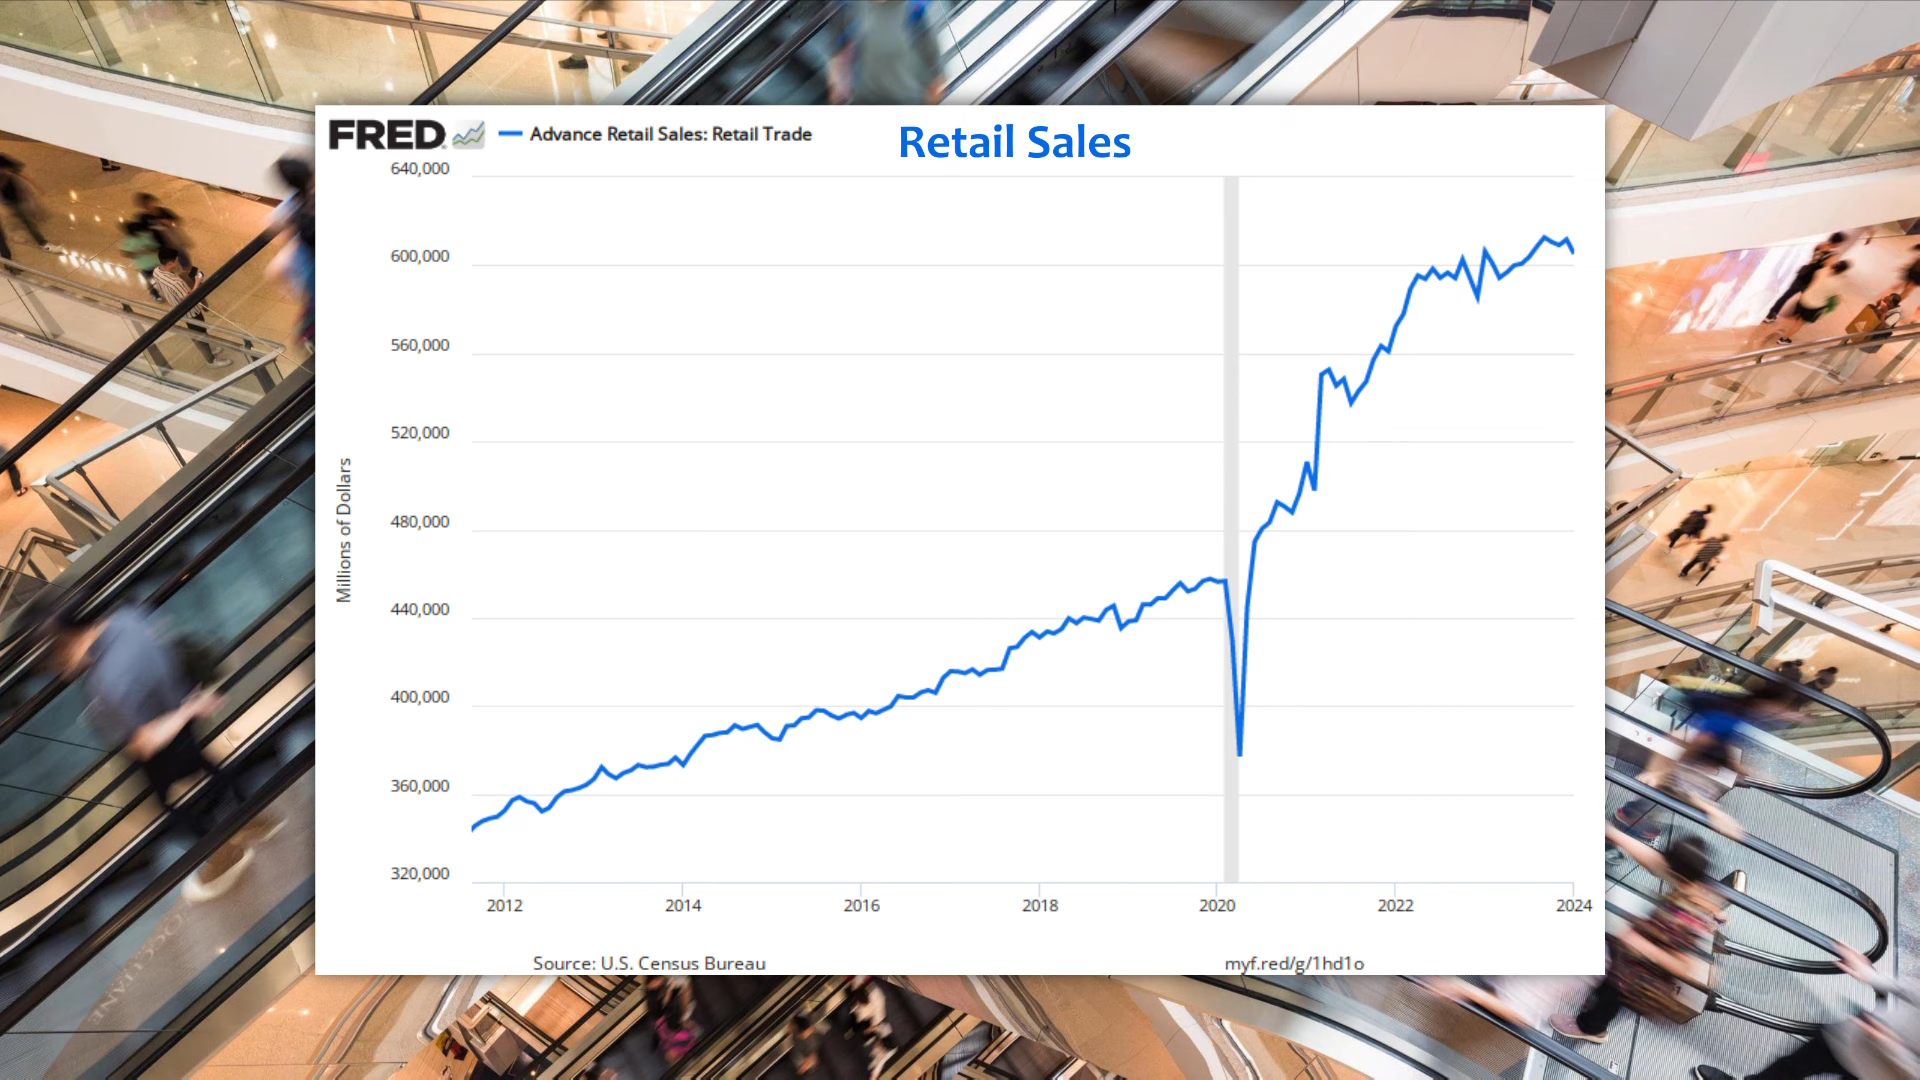 FRED
Advance Retail Sales: Retail Trade
Retail Sales
640,000
600,000
560,000
520,000
480,000
440,000
400,000
360,000
320,000
Millions of Dollars
2012 2014 2016 2018 2020 2022 2024
Source: U.S. Census Bureau
myf.red/g/1hd1o